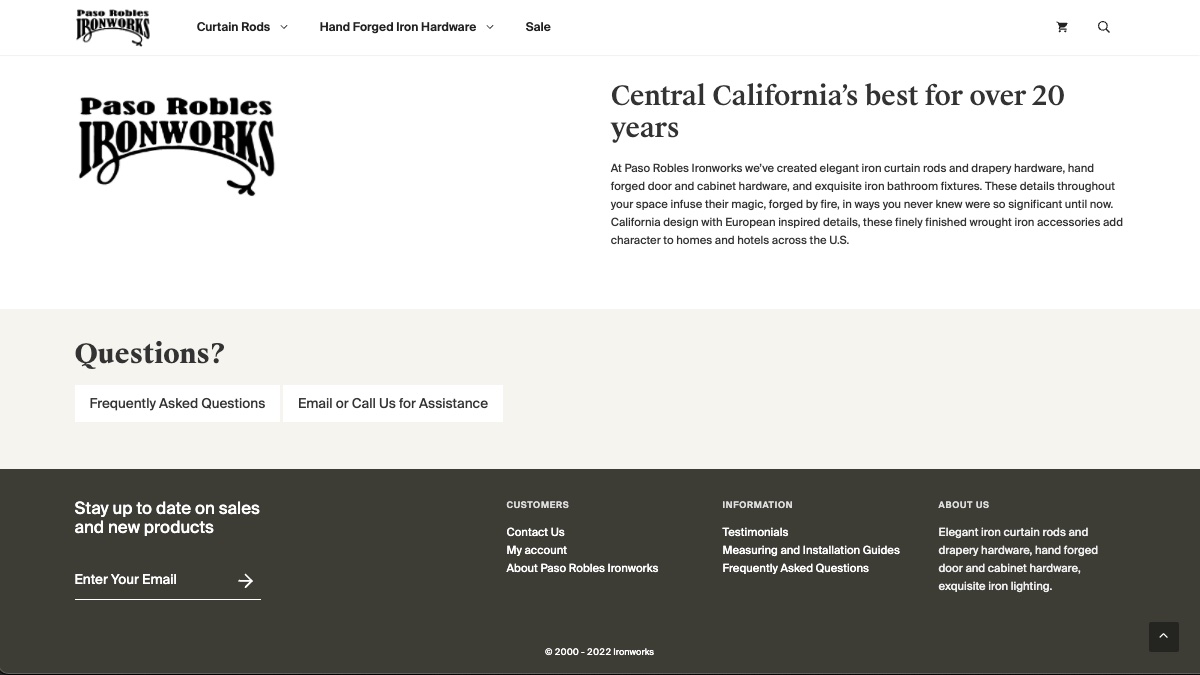 Paso Robles
IRONWORKS
Curtain Rods
Hand Forged Iron Hardware
Sale
Paso Robles
IRONWORKS
Central California’s best for over 20
years
At Paso Robles Ironworks we’ve created elegant iron curtain rods and drapery hardware, hand
forged door and cabinet hardware, and exquisite iron bathroom fixtures. These details throughout
your space infuse their magic, forged by fire, in ways you never knew were so significant until now.
California design with European inspired details, these finely finished wrought iron accessories add
character to homes and hotels across the U.S.
Questions?
Frequently Asked Questions
Email or Call Us for Assistance
Stay up to date on sales
and new products
Enter Your Email
CUSTOMERS
Contact Us
My account
About Paso Robles Ironworks
INFORMATION
Testimonials
Measuring and Installation Guides
Frequently Asked Questions
ABOUT US
Elegant iron curtain rods and
drapery hardware, hand forged
door and cabinet hardware,
exquisite iron lighting.
© 2000 - 2022 Ironworks